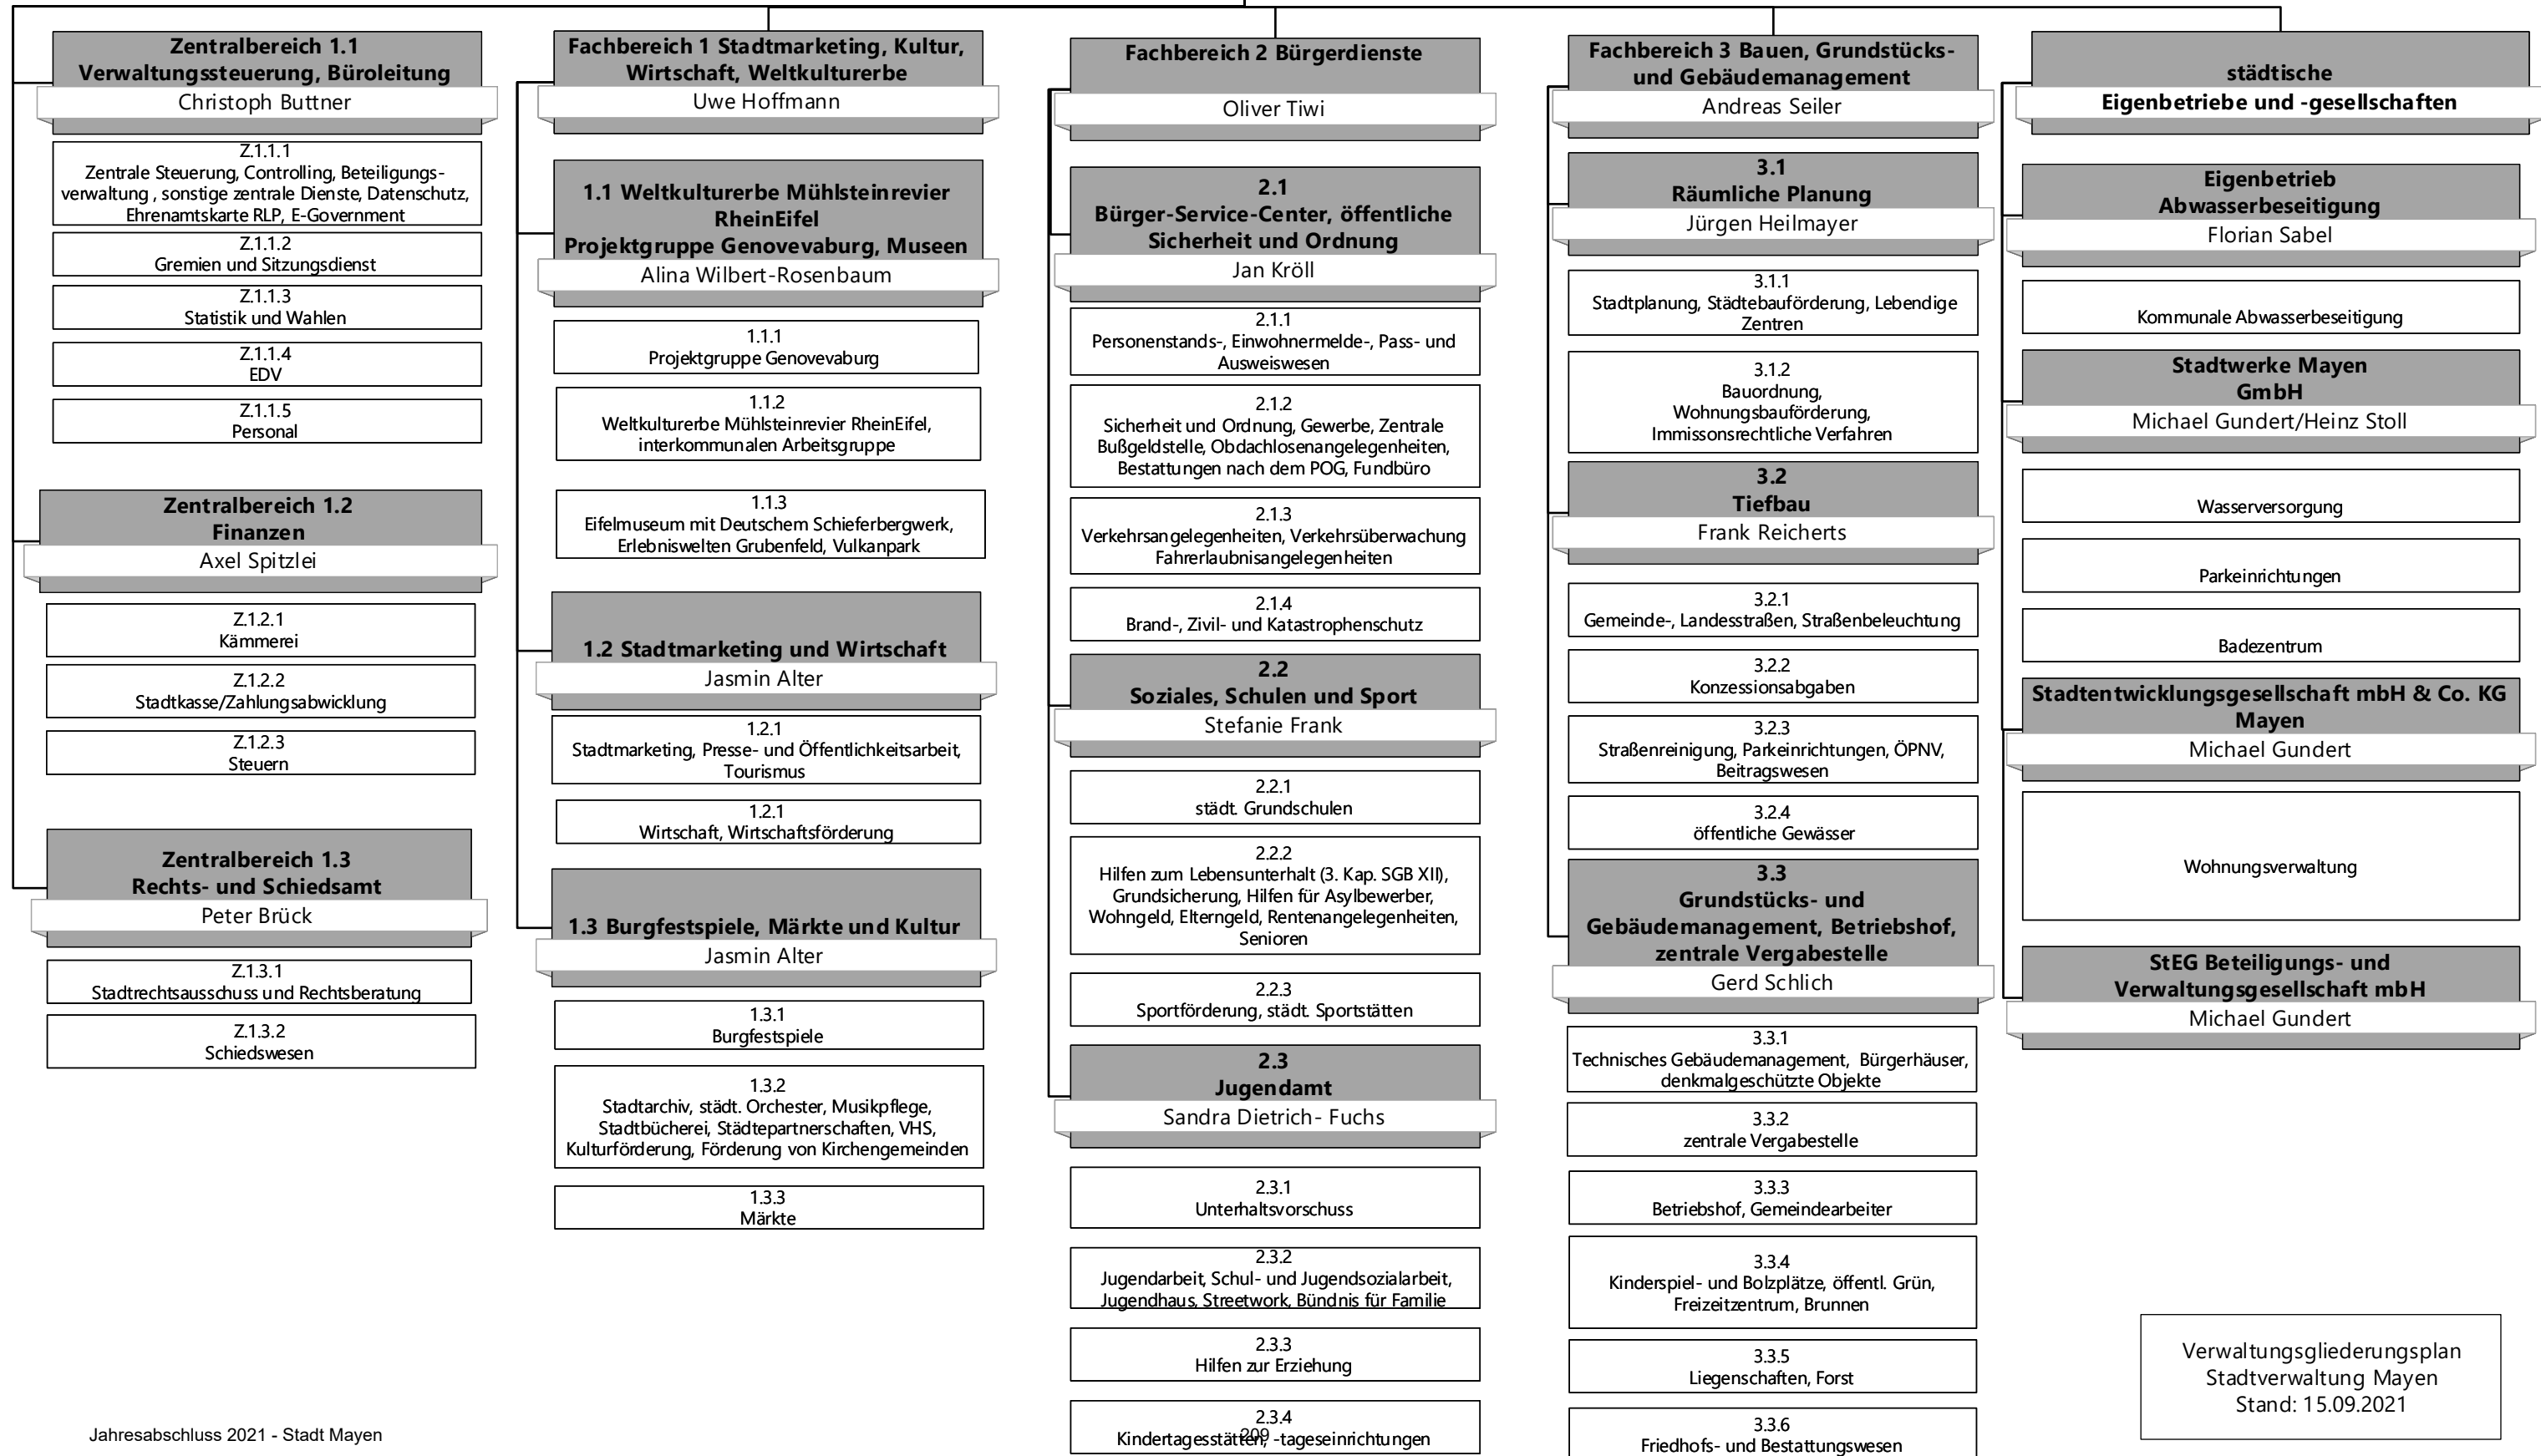 Zentralbereich 1.1
Verwaltungssteuerung, Büroleitung
Christoph Buttner
Z.1.1.1
Zentrale Steuerung, Controlling, Beteiligungs-
verwaltung , sonstige zentrale Dienste, Datenschutz,
Ehrenamtskarte RLP, E-Government
Z.1.1.2
Gremien und Sitzungsdienst
Z.1.1.3
Statistik und Wahlen
Z.1.1.4
EDV
Z.1.1.5
Personal
Zentralbereich 1.2
Finanzen
Axel Spitzlei
Z.1.2.1
Kämmerei
Z.1.2.2
Stadtkasse/Zahlungsabwicklung
Z.1.2.3
Steuern
Zentralbereich 1.3
Rechts- und Schiedsamt
Peter Brück
Z.1.3.1
Stadtrechtsausschuss und Rechtsberatung
Z.1.3.2
Schiedswesen
Fachbereich 1 Stadtmarketing, Kultur,
Wirtschaft, Weltkulturerbe
Uwe Hoffmann
1.1 Weltkulturerbe Mühlsteinrevier
RheinEifel
Projektgruppe Genovevaburg, Museen
Alina Wilbert-Rosenbaum
1.1.1
Projektgruppe Genovevaburg
1.1.2
Weltkulturerbe Mühlsteinrevier RheinEifel,
interkommunalen Arbeitsgruppe
1.1.3
Eifelmuseum mit Deutschem Schieferbergwerk,
Erlebniswelten Grubenfeld, Vulkanpark
1.2 Stadtmarketing und Wirtschaft
Jasmin Alter
1.2.1
Stadtmarketing, Presse- und Öffentlichkeitsarbeit,
Tourismus
1.2.1
Wirtschaft, Wirtschaftsförderung
1.3 Burgfestspiele, Märkte und Kultur
Jasmin Alter
1.3.1
Burgfestspiele
1.3.2
Stadtarchiv, städt. Orchester, Musikpflege,
Stadtbücherei, Städtepartnerschaften, VHS,
Kulturförderung, Förderung von Kirchengemeinden
1.3.3
Märkte
Fachbereich 2 Bürgerdienste
Oliver Tiwi
2.1
Bürger-Service-Center, öffentliche
Sicherheit und Ordnung
Jan Kröll
2.1.1
Personenstands-, Einwohnermelde-, Pass- und
Ausweiswesen
2.1.2
Sicherheit und Ordnung, Gewerbe, Zentrale
Bußgeldstelle, Obdachlosenangelegenheiten,
Bestattungen nach dem POG, Fundbüro
2.1.3
Verkehrsangelegenheiten, Verkehrsüberwachung
Fahrerlaubnisangelegenheiten
2.1.4
Brand-, Zivil- und Katastrophenschutz
2.2
Soziales, Schulen und Sport
Stefanie Frank
2.2.1
städt. Grundschulen
2.2.2
Hilfen zum Lebensunterhalt (3. Kap. SGB XII),
Grundsicherung, Hilfen für Asylbewerber,
Wohngeld, Elterngeld, Rentenangelegenheiten,
Senioren
2.2.3
Sportförderung, städt. Sportstätten
2.3
Jugendamt
Sandra Dietrich- Fuchs
2.3.1
Unterhaltsvorschuss
2.3.2
Jugendarbeit, Schul- und Jugendsozialarbeit,
Jugendhaus, Streetwork, Bündnis für Familie
2.3.3
Hilfen zur Erziehung
2.3.4
Kindertagesstätten, -tageseinrichtungen
Fachbereich 3 Bauen, Grundstücks-
und Gebäudemanagement
Andreas Seiler
3.1
Räumliche Planung
Jürgen Heilmayer
3.1.1
Stadtplanung, Städtebauförderung, Lebendige
Zentren
3.1.2
Bauordnung,
Wohnungsbauförderung,
Immissonsrechtliche Verfahren
3.2
Tiefbau
Frank Reicherts
3.2.1
Gemeinde-, Landesstraßen, Straßenbeleuchtung
3.2.2
Konzessionsabgaben
3.2.3
Straßenreinigung, Parkeinrichtungen, ÖPNV,
Beitragswesen
3.2.4
öffentliche Gewässer
3.3
Grundstücks- und
Gebäudemanagement, Betriebshof,
zentrale Vergabestelle
Gerd Schlich
3.3.1
Technisches Gebäudemanagement, Bürgerhäuser,
denkmalgeschützte Objekte
3.3.2
zentrale Vergabestelle
3.3.3
Betriebshof, Gemeindearbeiter
3.3.4
Kinderspiel- und Bolzplätze, öffentl. Grün,
Freizeitzentrum, Brunnen
3.3.5
Liegenschaften, Forst
3.3.6
Friedhofs- und Bestattungswesen
städtische
Eigenbetriebe und -gesellschaften
Eigenbetrieb
Abwasserbeseitigung
Florian Sabel
Kommunale Abwasserbeseitigung
Stadtwerke Mayen
GmbH
Michael Gundert/Heinz Stoll
Wasserversorgung
Parkeinrichtungen
Badezentrum
Stadtentwicklungsgesellschaft mbH & Co. KG
Mayen
Michael Gundert
Wohnungsverwaltung
StEG Beteiligungs- und
Verwaltungsgesellschaft mbH
Michael Gundert
Verwaltungsgliederungsplan
Stadtverwaltung Mayen
Stand: 15.09.2021
Jahresabschluss 2021 - Stadt Mayen
209